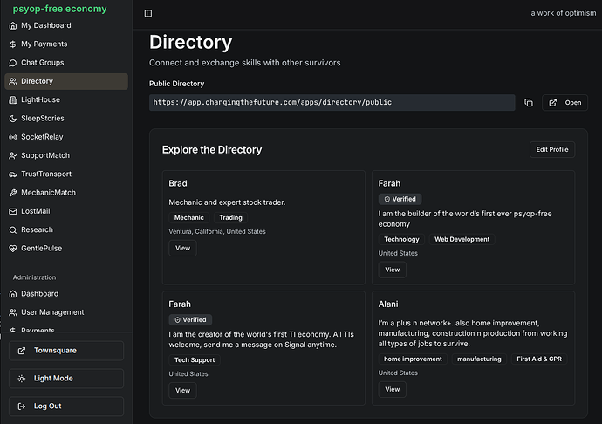 psyop-free economy
My Dashboard
My Payments
Chat Groups
Directory
LightHouse
SleepStories
SocketRelay
SupportMatch
TrustTransport
MechanicMatch
LostMail
Research
GentlePulse
Administration
Dashboard
User Management
Payments
Townsquare
Light Mode
Log Out
a work of optimism
Directory
Connect and exchange skills with other survivors
Public Directory
https://app.chargingthefuture.com/apps/directory/public
Open
Explore the Directory
Edit Profile
Brad
Mechanic and expert stock trader.
Mechanic
Trading
Ventura, California, United States
View
Farah
Verified
I am the builder of the world's first ever psyop-free
economy
Technology
Web Development
United States
View
Farah
Verified
I am the creator of the world's first TI economy. All TI is
welcome, send me a message on Signal anytime.
Tech Support
United States
View
Alani
I'm a plus n network+, also home improvement,
manufacturing, construction n production from working
all types of jobs to survive
home improvement
manufacturing
First Aid & CPR
United States
View